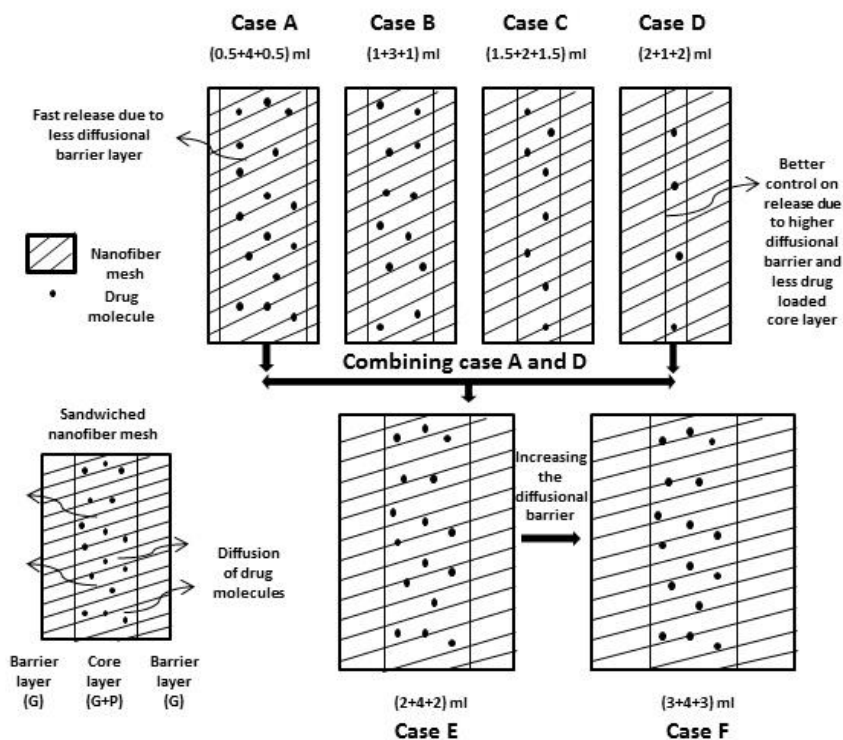 Case A
Case B
Case C
Case D
(0.5+4+0.5) ml
(1+3+1) ml
(1.5+2+1.5) ml
(2+1+2) ml
Fast release due to
less diffusional
barrier layer
Better
control on
release due
to higher
diffusional
barrier and
less drug
loaded
core layer
Nanofiber
mesh
Drug
molecule
Combining case A and D
Sandwiched
nanofiber mesh
Increasing
the
diffusional
barrier
Diffusion
of drug
molecules
Barrier
layer
(G)
Core
layer
(G+P)
Barrier
layer
(G)
(2+4+2) ml
Case E
(3+4+3) ml
Case F